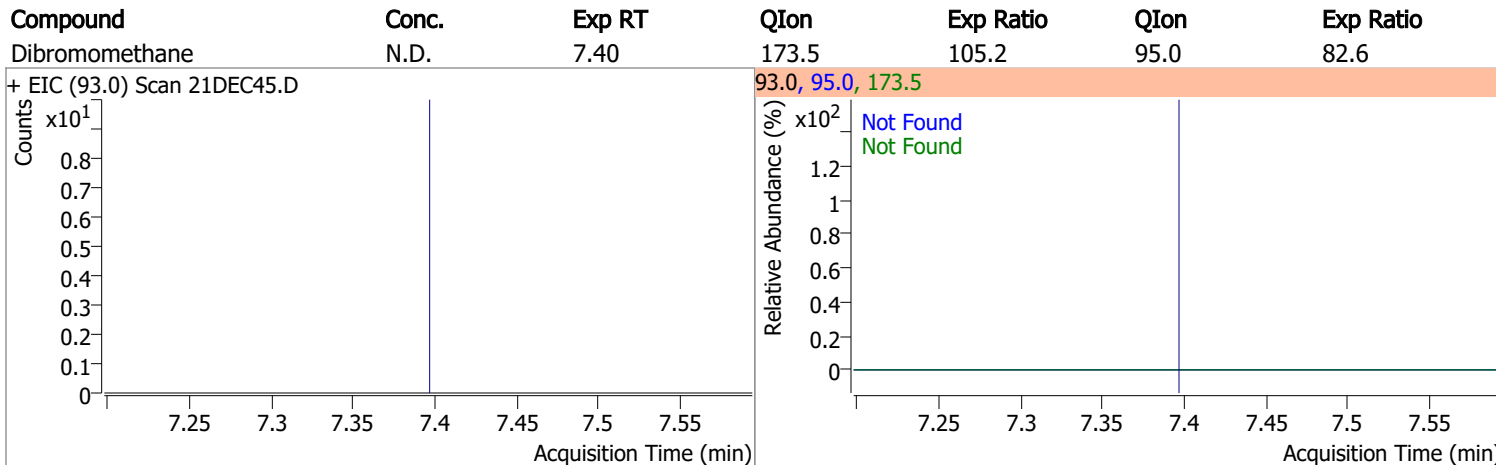 Compound Conc. Exp RT QIon Exp Ratio QIon Exp Ratio
Dibromomethane N.D. 7.40 173.5 105.2 95.0 82.6
+ EIC (93.0) Scan 21DEC45.D
Counts
x10¹
0.8
0.7
0.6
0.5
0.4
0.3
0.2
0.1
0
7.25 7.3 7.35 7.4 7.45 7.5 7.55
Acquisition Time (min)
93.0, 95.0, 173.5
Relative Abundance (%)
x10²
Not Found
Not Found
1.2
1
0.8
0.6
0.4
0.2
0
7.25 7.3 7.35 7.4 7.45 7.5 7.55
Acquisition Time (min)